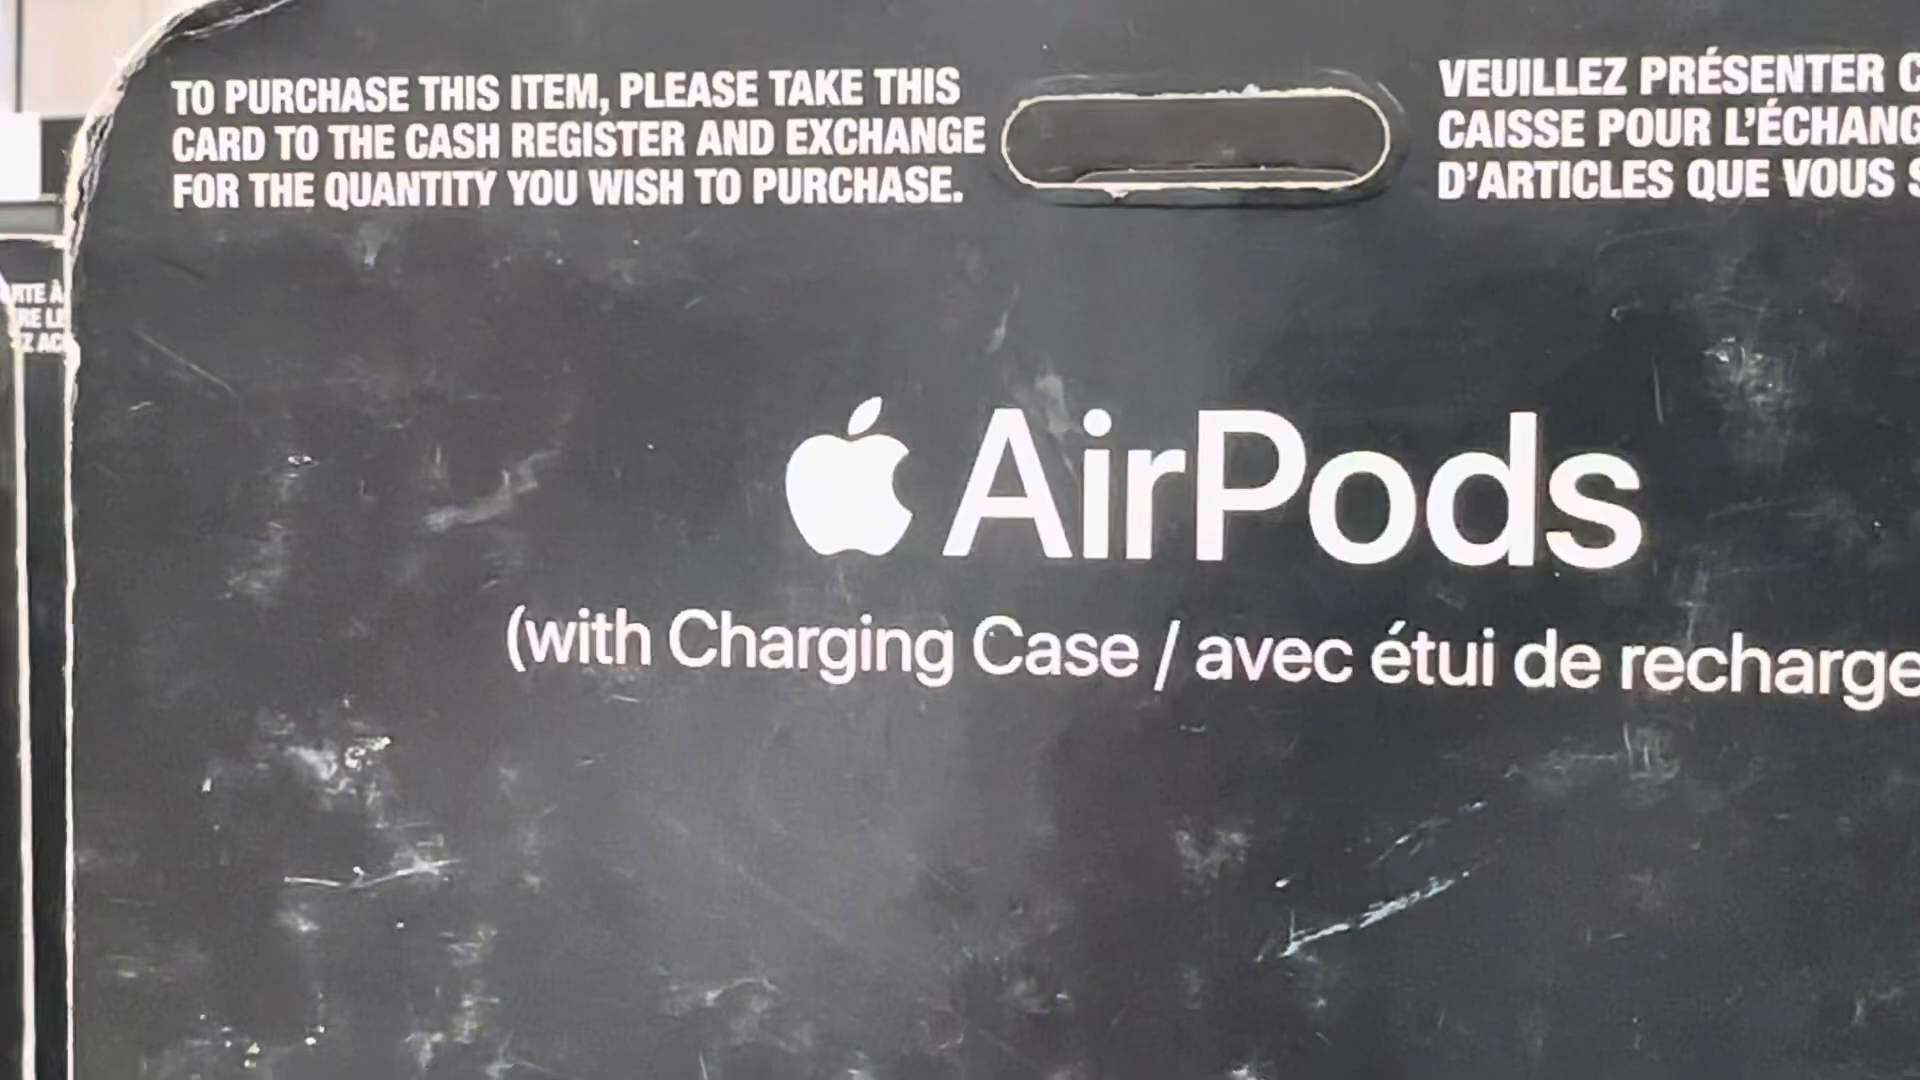 TO PURCHASE THIS ITEM, PLEASE TAKE THIS
CARD TO THE CASH REGISTER AND EXCHANGE
FOR THE QUANTITY YOU WISH TO PURCHASE.
VEUILLEZ PRÉSENTER
CAISSE POUR L'ÉCHANG
D'ARTICLES QUE VOUS
AirPods
(with Charging Case / avec étui de recharge